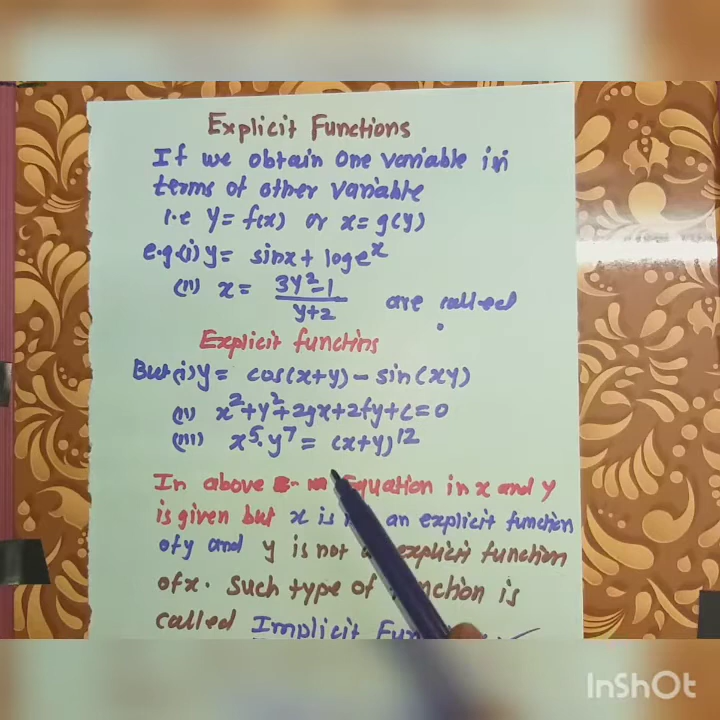 Explicit Functions
If we obtain one variable in
terms of other variable
i.e y = f(x) or x = g(y)
e.g.(i) y = sinx + logeˣ
(ii) x = 3y²-1 / y+2 are called
Explicit functins
But (i) y = cos(x+y) - sin(xy)
(ii) x² + y² + 2gx + 2fy + c = 0
(iii) x⁵. y⁷ = (x+y)¹²
In above Equation in x and y
is given but x is an explicit function
of y and y is not explicit function
of x. Such type of function is
called Implicit Fun
InShOt